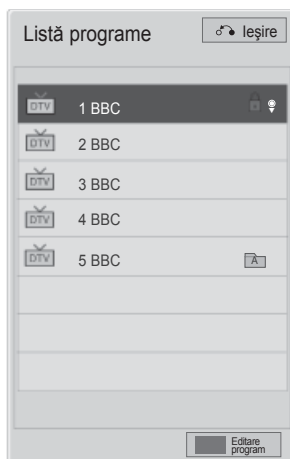 Listă programe
Ieşire
DTV 1 BBC
DTV 2 BBC
DTV 3 BBC
DTV 4 BBC
DTV 5 BBC A
Editare
program